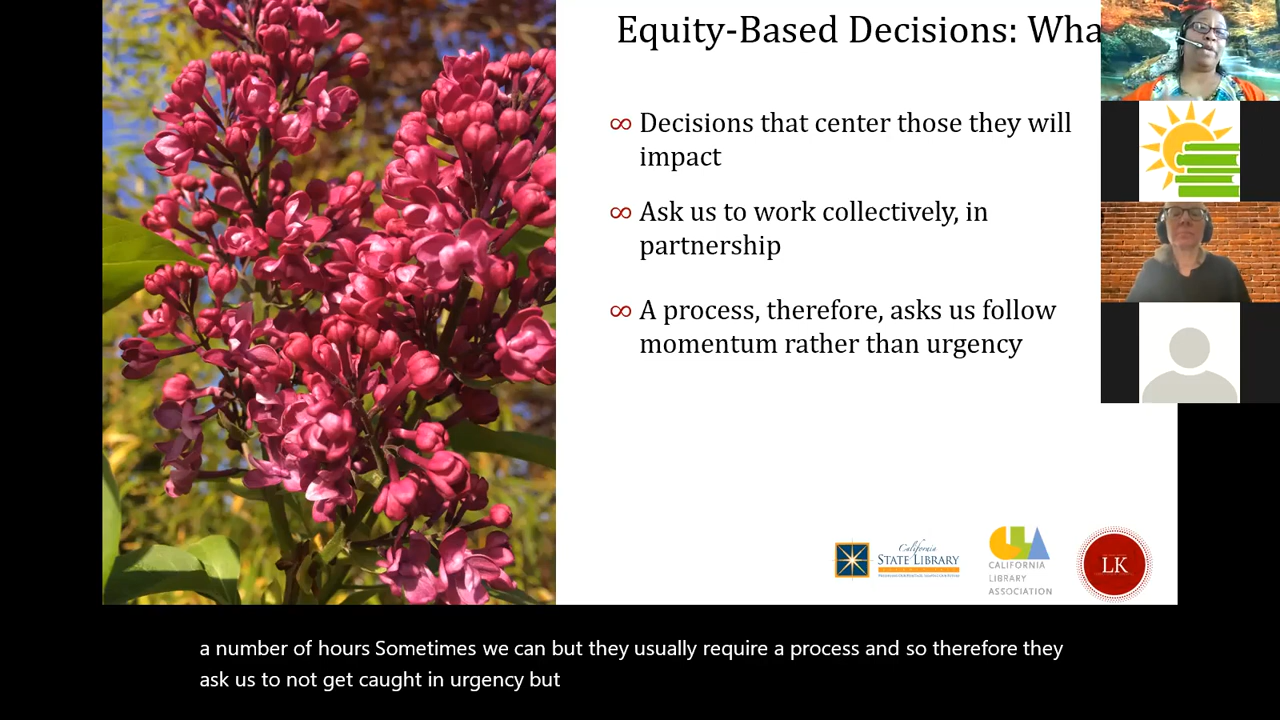 Equity-Based Decisions: Wha
∞ Decisions that center those they will
impact
∞ Ask us to work collectively, in
partnership
∞ A process, therefore, asks us follow
momentum rather than urgency
California
STATE LIBRARY
CLA
CALIFORNIA
LIBRARY
ASSOCIATION
LK
a number of hours Sometimes we can but they usually require a process and so therefore they
ask us to not get caught in urgency but